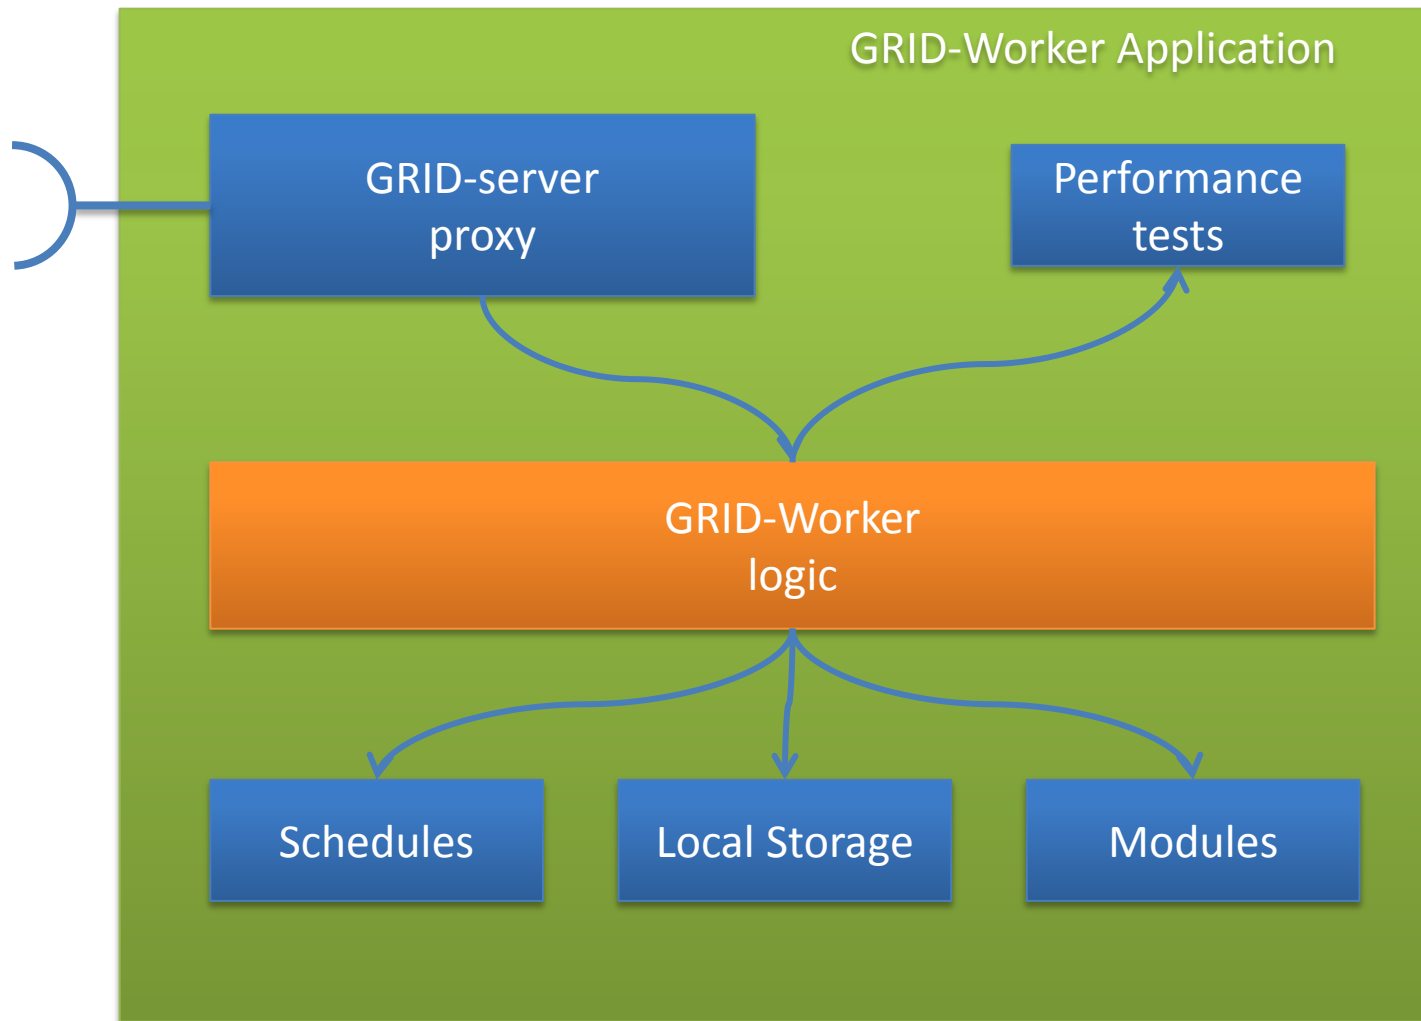 GRID-Worker Application
GRID-server
proxy
Performance
tests
GRID-Worker
logic
Schedules
Local Storage
Modules